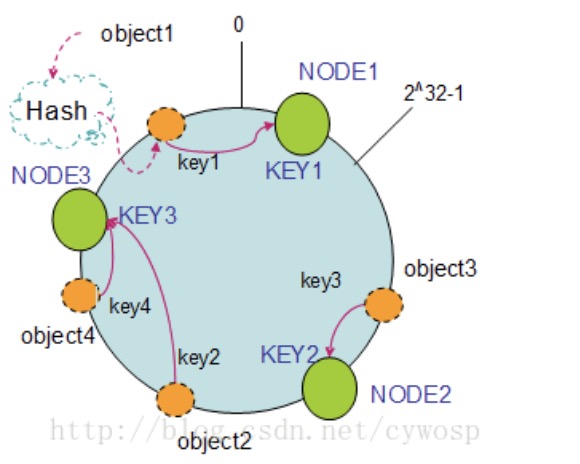 object1
0
NODE1
2^32-1
Hash
key1
KEY1
NODE3
KEY3
object3
key3
key4
object4
KEY2
key2
NODE2
http://blog.csdn.net/cywosp
object2